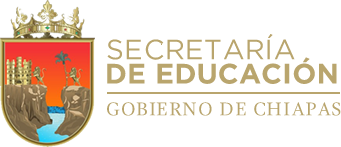 SECRETARÍA
DE EDUCACIÓN
GOBIERNO DE CHIAPAS